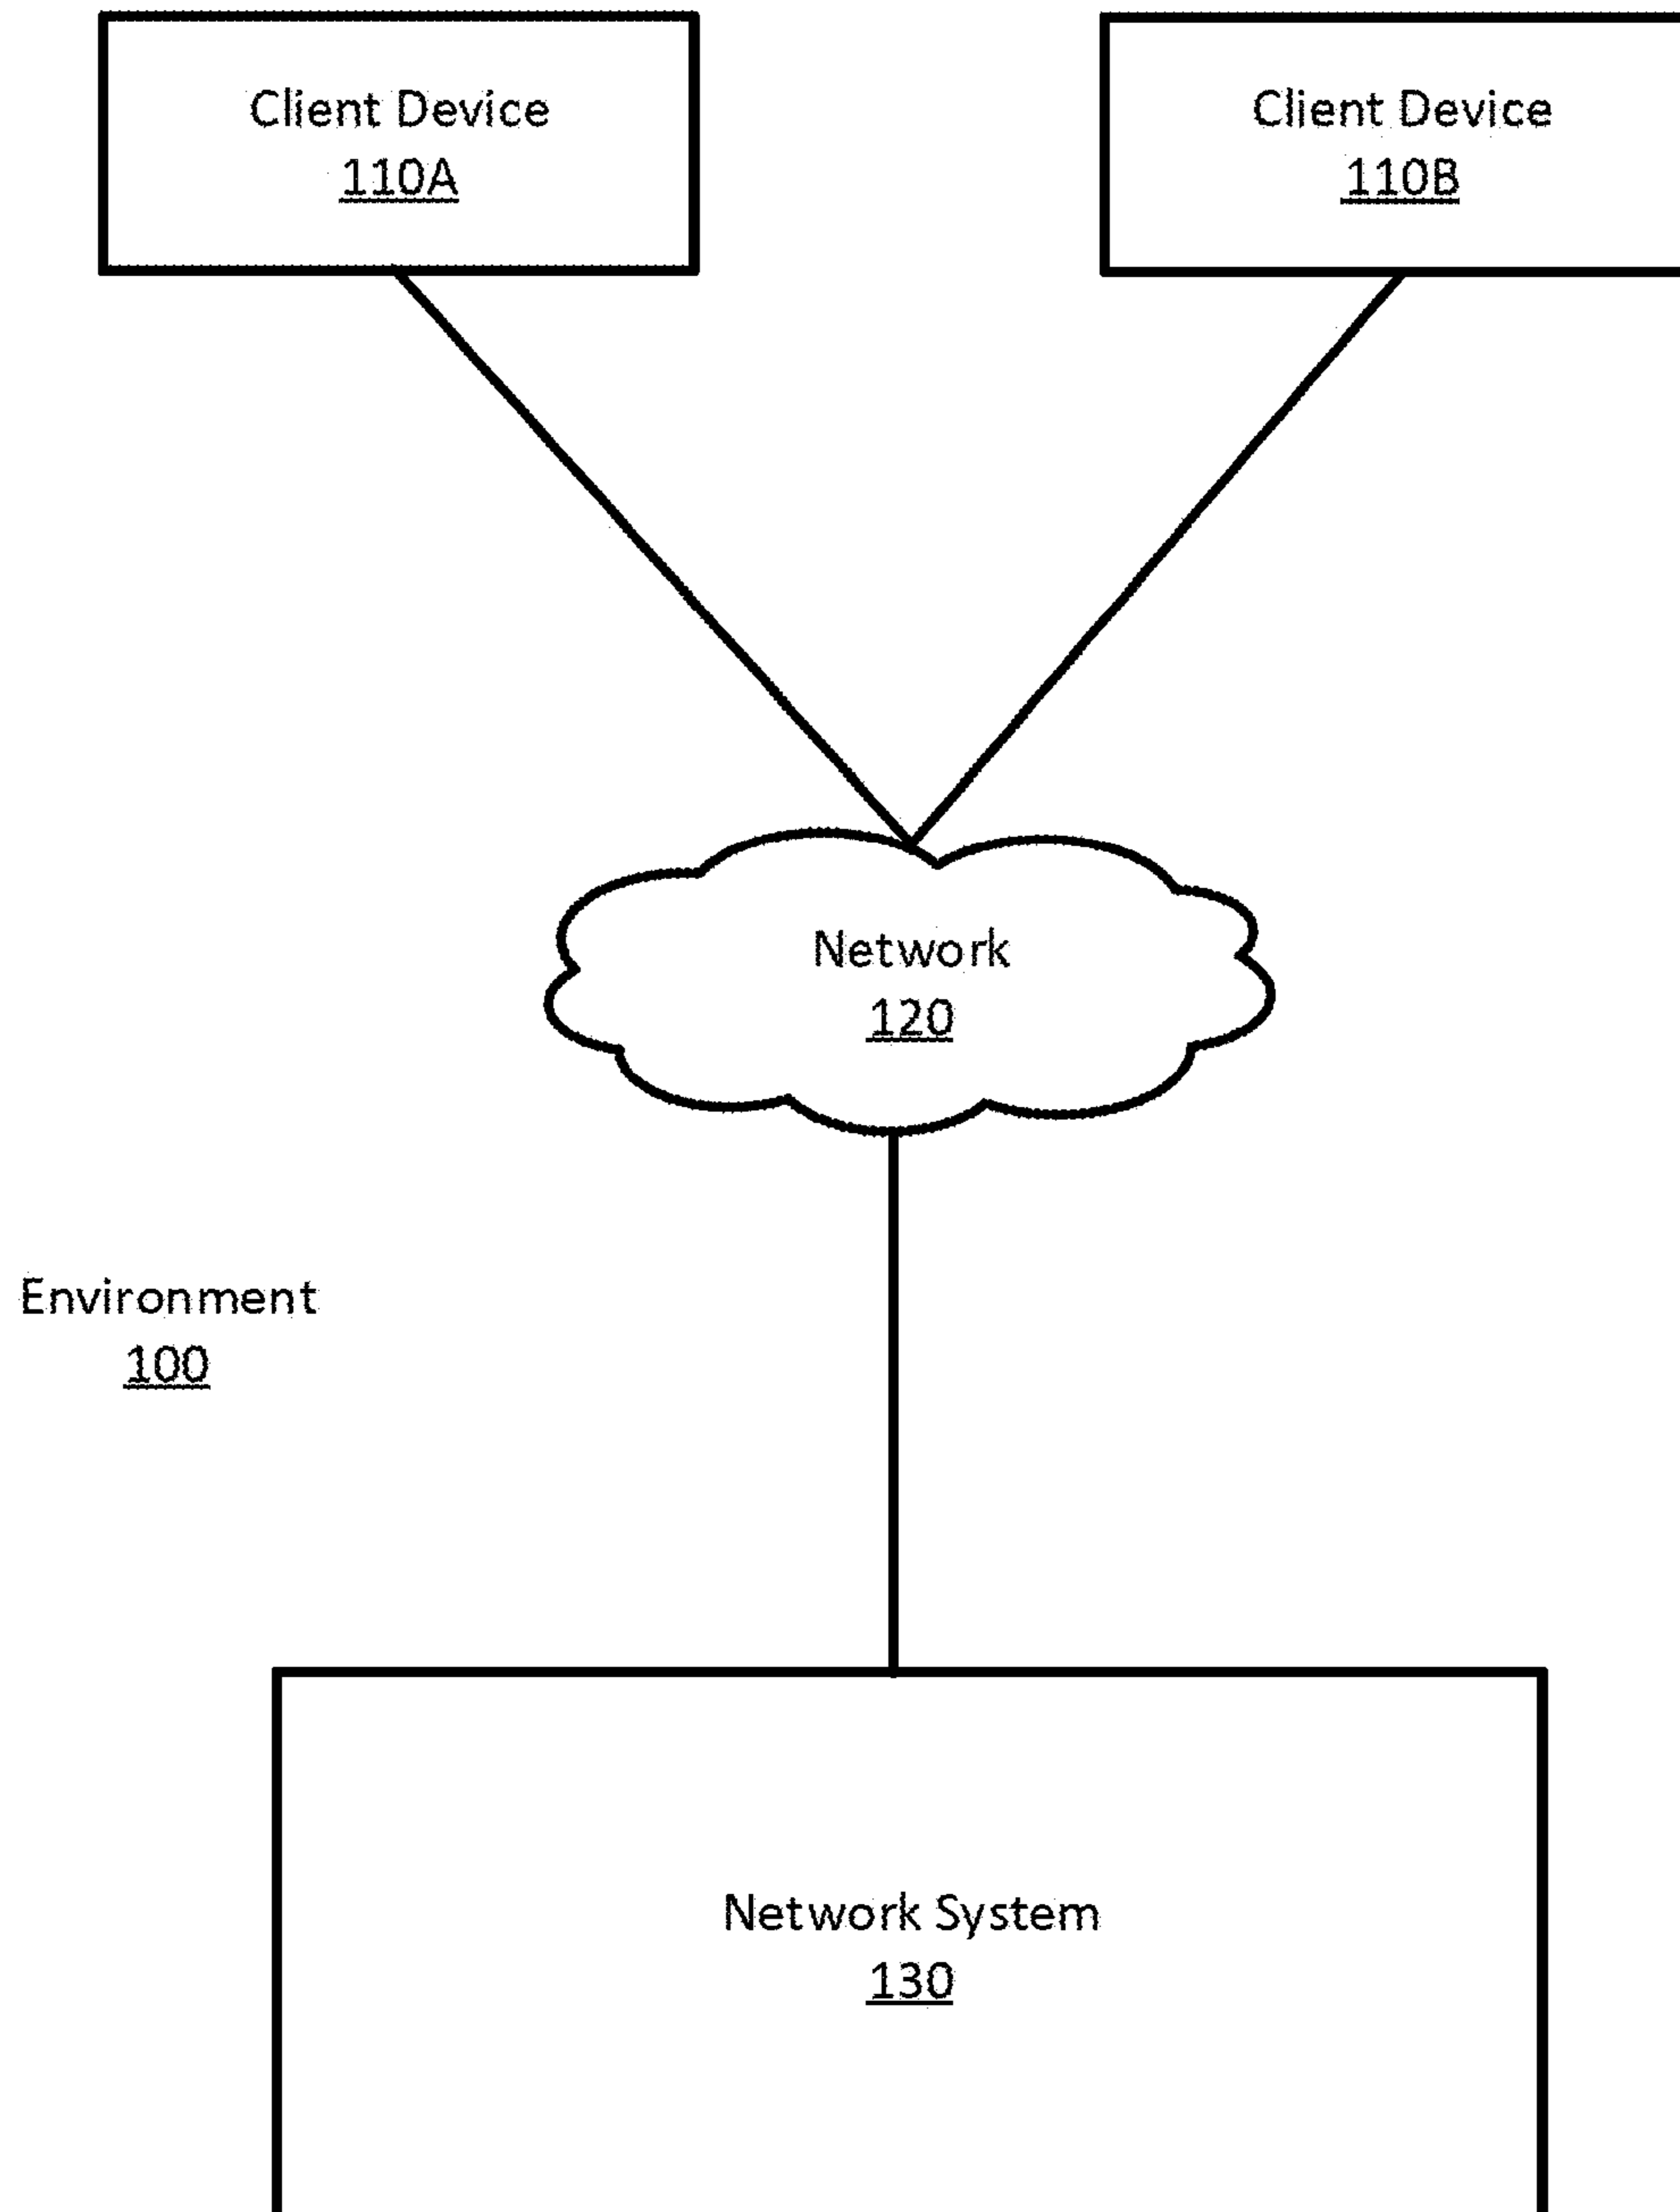 Client Device
110A
Client Device
110B
Network
120
Environment
100
Network System
130